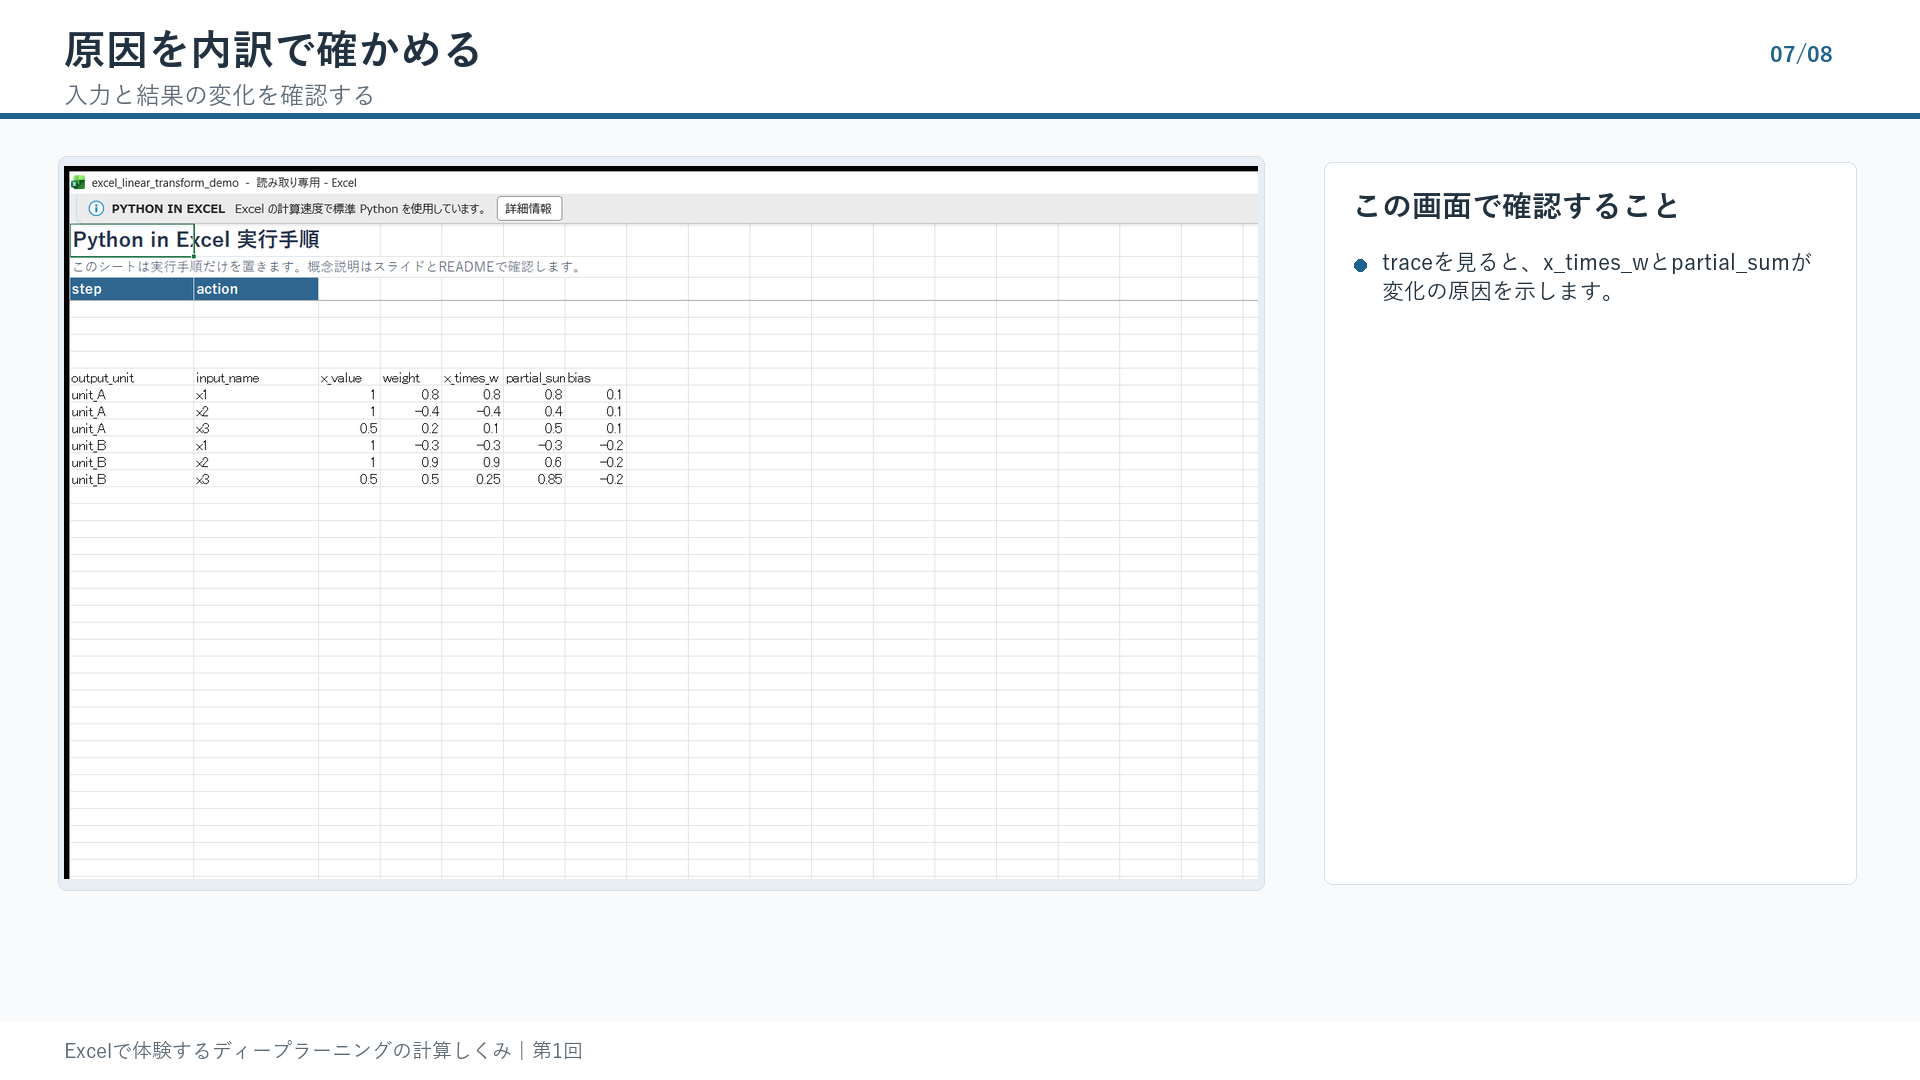 原因を内訳で確かめる
入力と結果の変化を確認する
07/08
excel_linear_transform_demo - 読み取り専用 - Excel
PYTHON IN EXCEL Excel の計算速度で標準 Python を使用しています。 詳細情報
Python in Excel 実行手順
このシートは実行手順だけを置きます。概念説明はスライドとREADMEで確認します。
step action
output_unit input_name x_value weight x_times_w partial_sun bias
unit_A x1 1 0.8 0.8 0.8 0.1
unit_A x2 1 -0.4 -0.4 0.4 0.1
unit_A x3 0.5 0.2 0.1 0.5 0.1
unit_B x1 1 -0.3 -0.3 -0.3 -0.2
unit_B x2 1 0.9 0.9 0.6 -0.2
unit_B x3 0.5 0.5 0.25 0.85 -0.2
この画面で確認すること
traceを見ると、x_times_wとpartial_sumが
変化の原因を示します。
Excelで体験するディープラーニングの計算しくみ｜第1回